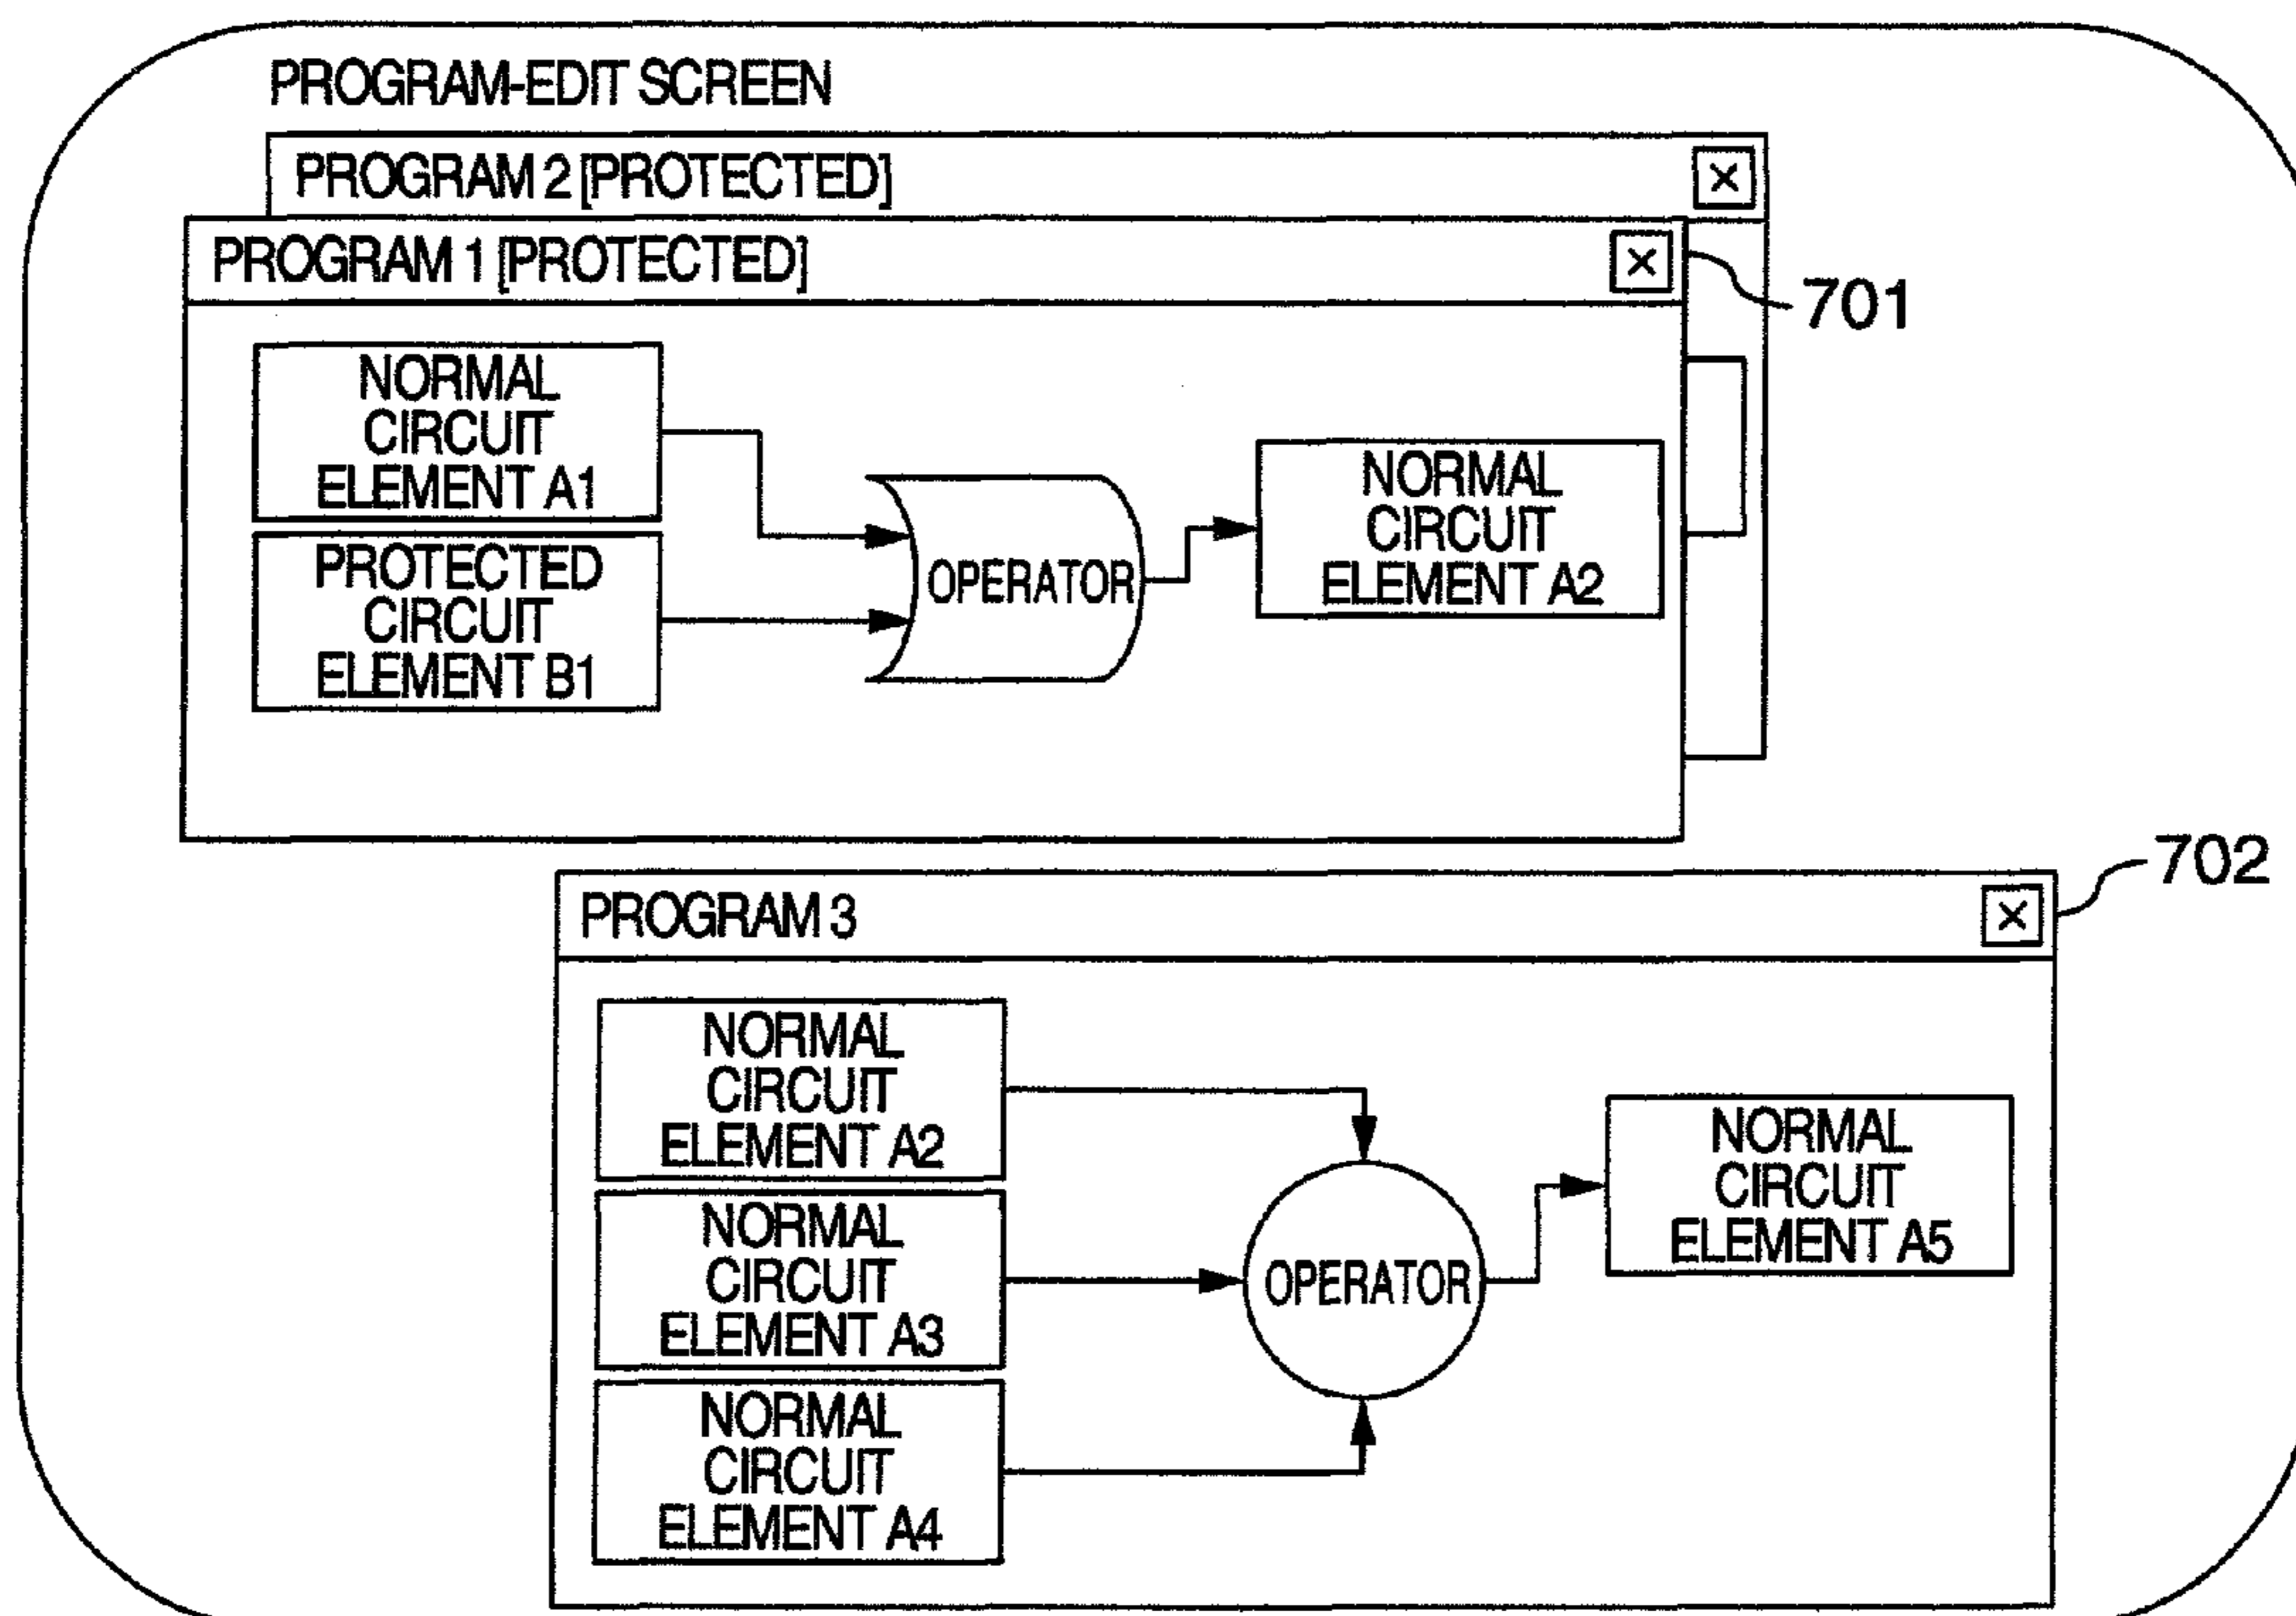 PROGRAM-EDIT SCREEN
PROGRAM 2 [PROTECTED]
×
PROGRAM 1 [PROTECTED]
×
701
NORMAL
CIRCUIT
ELEMENT A1
PROTECTED
CIRCUIT
ELEMENT B1
OPERATOR
NORMAL
CIRCUIT
ELEMENT A2
702
PROGRAM 3
×
NORMAL
CIRCUIT
ELEMENT A2
NORMAL
CIRCUIT
ELEMENT A3
NORMAL
CIRCUIT
ELEMENT A4
OPERATOR
NORMAL
CIRCUIT
ELEMENT A5